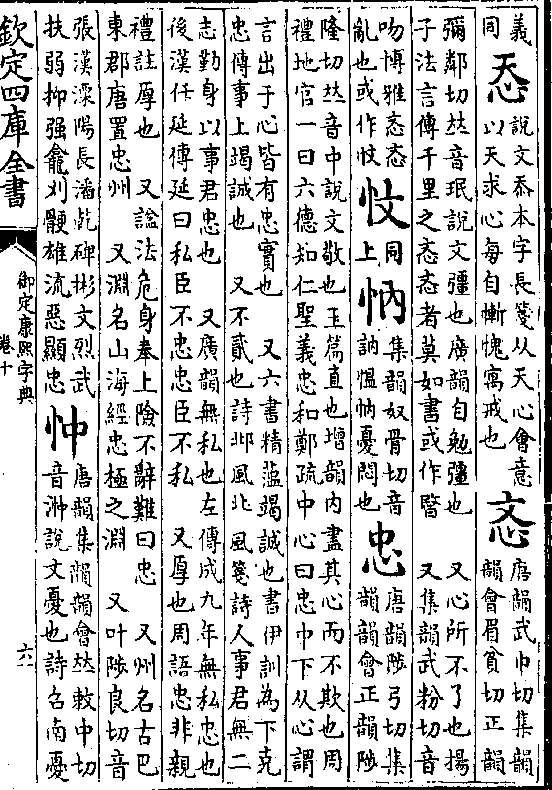 義
同
說文忝本字長箋从天心會意
以天求心每自慚愧寓戒也
忞
唐韻武巾切集韻
韻會眉貧切正韻
彌鄰切𠀤音珉說文彊也廣韻自勉彊也　又心所不了也揚
子法言傳千里之忞忞者莫如書或作暋　又集韻武粉切音
吻博雅忞忞
亂也或作忟
忟
同
上
集韻奴骨切音
訥愠憂悶也
忠
唐韻陟弓切集
韻韻會正韻陟
隆切𠀤音中說文敬也玉篇直也增韻內盡其心而不欺也周
禮地官一曰六德知仁聖義忠和鄭疏中心曰忠中下从心謂
言出于心皆有忠實也　又六書精蘊竭誠也書伊訓為下克
忠傳事上竭誠也　又不貳也詩邶風北風箋詩人事君無二
志勤身以事君忠也　又廣韻無私也左傳成九年無私忠也
後漢任延傳延曰私臣不忠忠臣不私　又厚也周語忠非親
禮註厚也　又諡法危身奉上險不辭難曰忠　又州名古巴
東郡唐置忠州　又淵名山海經忠極之淵　又叶陟良切音
張漢溧陽長潘乾碑彬文烈武
扶弱抑强龕刈骾雄流惡顯忠
忡
唐韻集韻韻會𠀤敕中切
音浺說文憂也詩召南憂
欽定四庫全書
御定康熙字典
卷十
六一